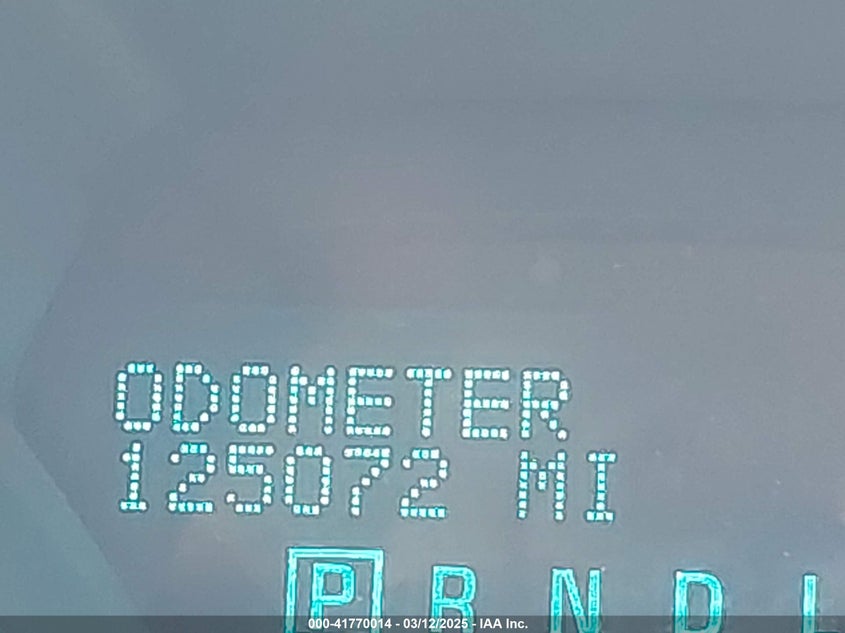 ODOMETER
125072 MI
P R N D L
000-41770014 - 03/12/2025 - IAA Inc.